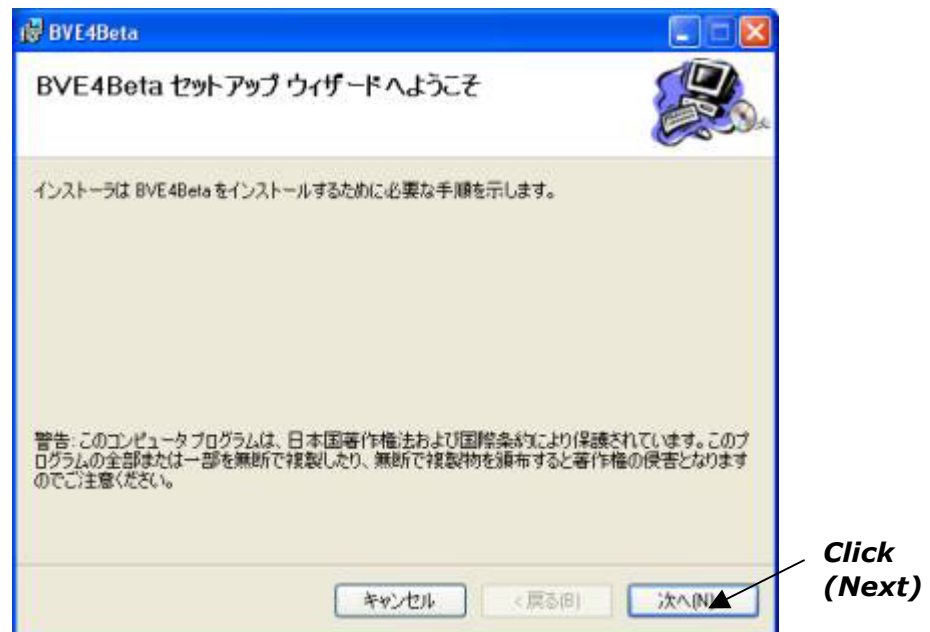 BVE4Beta
BVE4Beta セットアップ ウィザードへようこそ
インストーラは BVE4Beta をインストールするために必要な手順を示します。
警告: このコンピュータ プログラムは、日本国著作権法および国際条約により保護されています。このプ
ログラムの全部または一部を無断で複製したり、無断で複製物を頒布すると著作権の侵害となります
のでご注意ください。
キャンセル
< 戻る(B)
次へ(N)
Click
(Next)